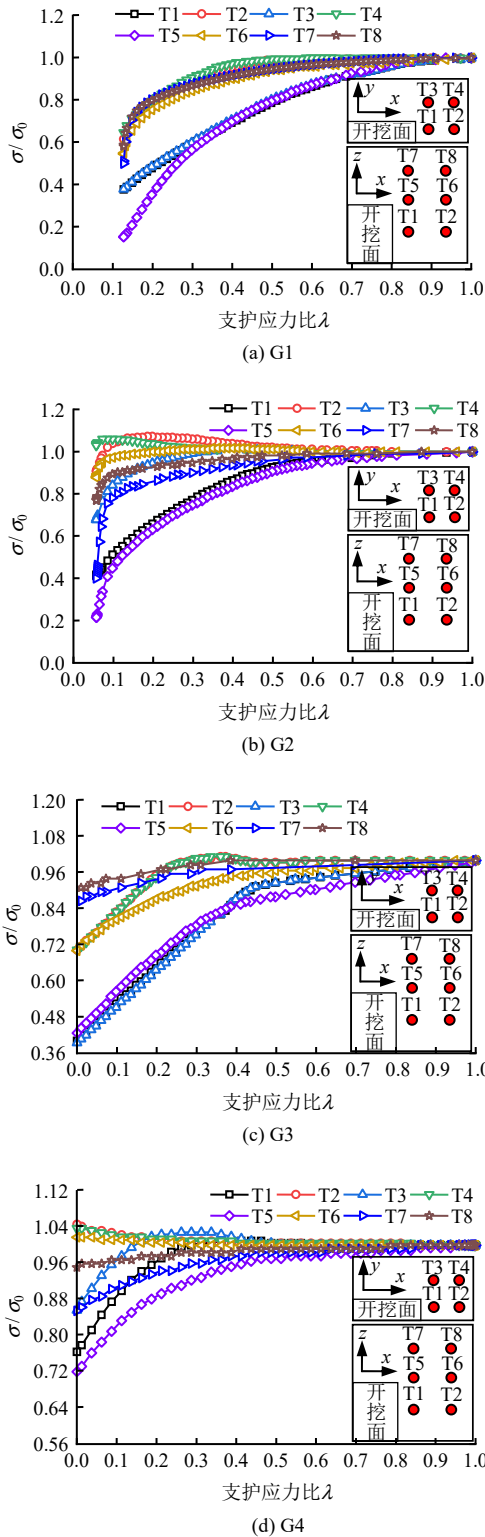 T1 T2 T3 T4
T5 T6 T7 T8
1.2
1.0
0.8
0.6
0.4
0.2
0.0
σ/σ0
y
x
T3 T4
T1 T2
开挖面
z
x
T7 T8
T5 T6
T1 T2
开挖面
0.0 0.1 0.2 0.3 0.4 0.5 0.6 0.7 0.8 0.9 1.0
支护应力比λ
(a) G1
T1 T2 T3 T4
T5 T6 T7 T8
1.2
1.0
0.8
0.6
0.4
0.2
0.0
σ/σ0
y
x
T3 T4
T1 T2
开挖面
z
x
T7 T8
T5 T6
T1 T2
开挖面
0.0 0.1 0.2 0.3 0.4 0.5 0.6 0.7 0.8 0.9 1.0
支护应力比λ
(b) G2
T1 T2 T3 T4
T5 T6 T7 T8
1.20
1.08
0.96
0.84
0.72
0.60
0.48
0.36
σ/σ0
y
x
T3 T4
T1 T2
开挖面
z
x
T7 T8
T5 T6
T1 T2
开挖面
0.0 0.1 0.2 0.3 0.4 0.5 0.6 0.7 0.8 0.9 1.0
支护应力比λ
(c) G3
T1 T2 T3 T4
T5 T6 T7 T8
1.12
1.04
0.96
0.88
0.80
0.72
0.64
0.56
σ/σ0
y
x
T3 T4
T1 T2
开挖面
z
x
T7 T8
T5 T6
T1 T2
开挖面
0.0 0.1 0.2 0.3 0.4 0.5 0.6 0.7 0.8 0.9 1.0
支护应力比λ
(d) G4